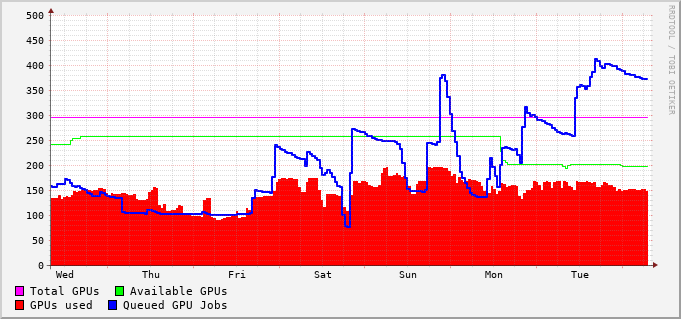 500
450
400
350
300
250
200
150
100
50
0
Wed Thu Fri Sat Sun Mon Tue
Total GPUs Available GPUs
GPUs used Queued GPU Jobs
RRDTOOL / TOBI OETIKER